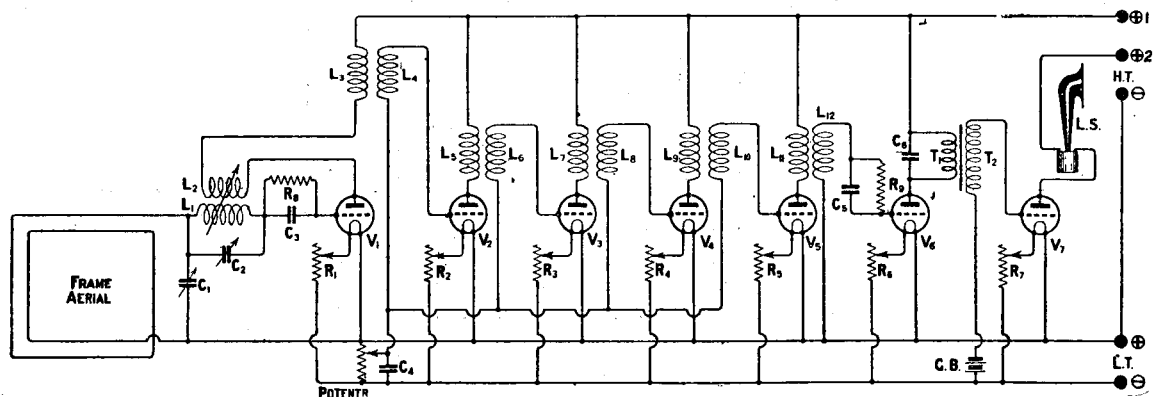 ⊕1
⊕2
H.T.
⊖
L.S.
L3
L4
L5
L6
L7
L8
L9
L10
L11
L12
C6
T1
T2
L2
L1
R8
C3
C2
C1
R9
C5
V1
V2
V3
V4
V5
V6
V7
R1
R2
R3
R4
R5
R6
R7
FRAME
AERIAL
C4
POTENTR
G.B.
⊕
L.T.
⊖